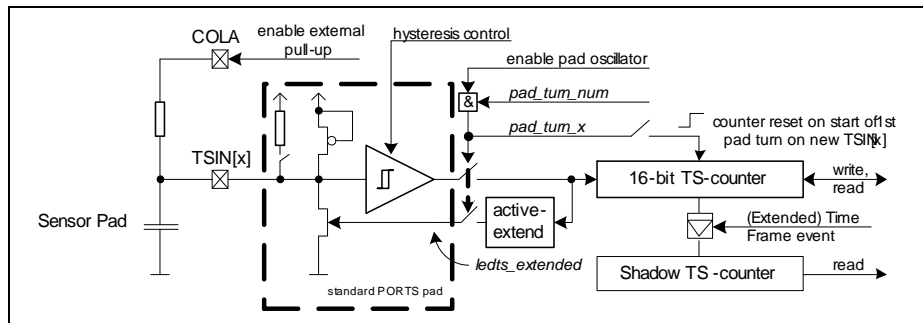 COLA
enable external
pull-up
hysteresis control
enable pad oscillator
&
pad_turn_num
pad_turn_x
counter reset on start of 1st
pad turn on new TSIN[x]
TSIN[x]
16-bit TS-counter
write,
read
Sensor Pad
active-
extend
(Extended) Time
Frame event
ledts_extended
standard PORTS pad
Shadow TS -counter
read